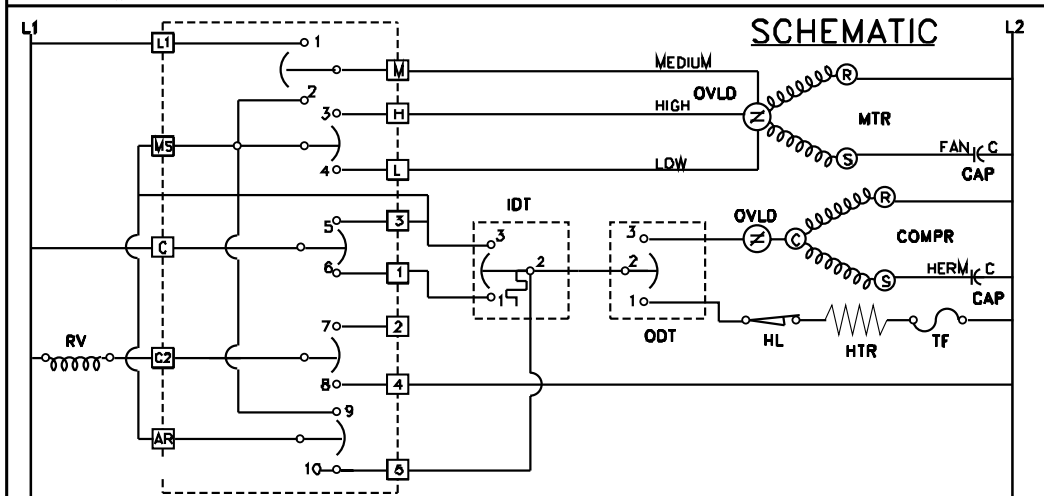 L1
SCHEMATIC
L2
L1
1
M
MEDIUM
R
2
3
H
HIGH
OVLD
MTR
M5
4
L
LOW
S
FAN
C
CAP
IDT
R
5
3
3
3
OVLD
C
6
1
2
2
C
COMPR
1
1
HERM
C
S
CAP
7
2
ODT
HL
HTR
TF
RV
C2
8
4
9
AR
10
5